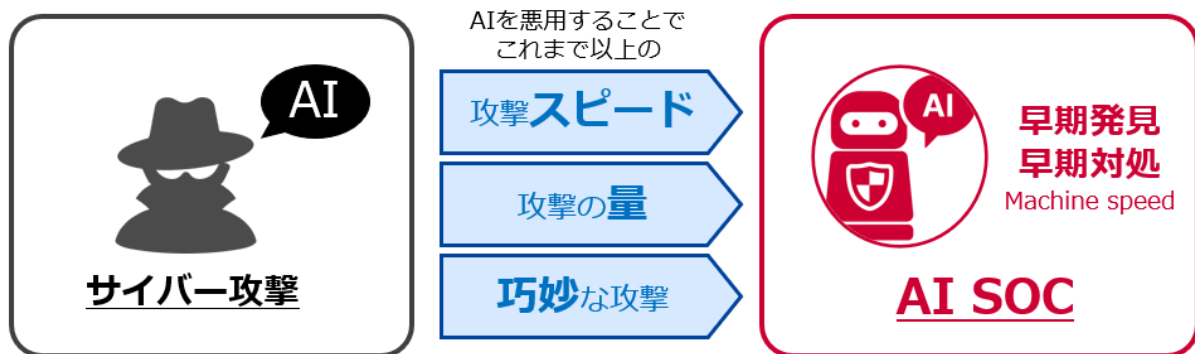 AI
サイバー攻撃
AIを悪用することで
これまで以上の
攻撃スピード
攻撃の量
巧妙な攻撃
AI
早期発見
早期対処
Machine speed
AI SOC